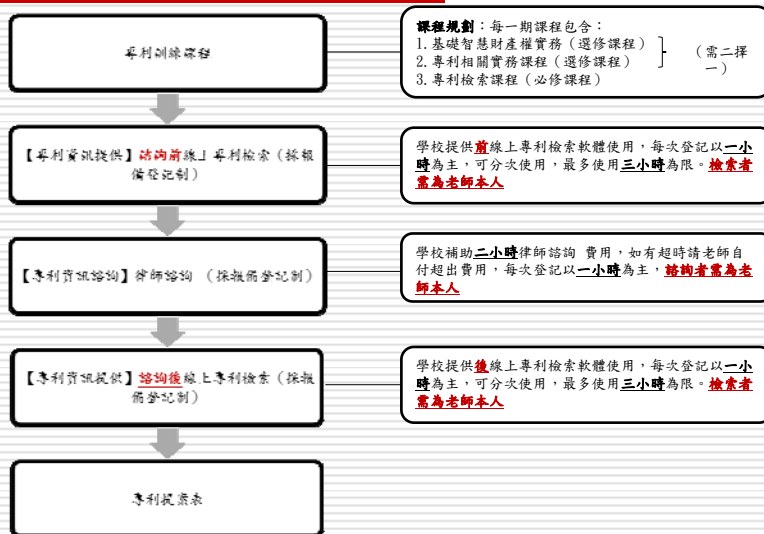 專利訓練課程
課程規劃：每一期課程包含：
1.基礎智慧財產權實務（選修課程）
2.專利相關實務課程（選修課程）
3.專利檢索課程（必修課程）
（需二擇
一）
【專利資訊提供】諮詢前線上專利檢索（採報
備登記制）
學校提供前線上專利檢索軟體使用，每次登記以一小
時為主，可分次使用，最多使用三小時為限。檢索者
需為老師本人
【專利資訊諮詢】律師諮詢 （採報備登記制）
學校補助二小時律師諮詢 費用，如有超時請老師自
付超出費用，每次登記以一小時為主，諮詢者需為老
師本人
【專利資訊提供】諮詢後線上專利檢索（採報
備登記制）
學校提供後線上專利檢索軟體使用，每次登記以一小
時為主，可分次使用，最多使用三小時為限。檢索者
需為老師本人
專利提案表